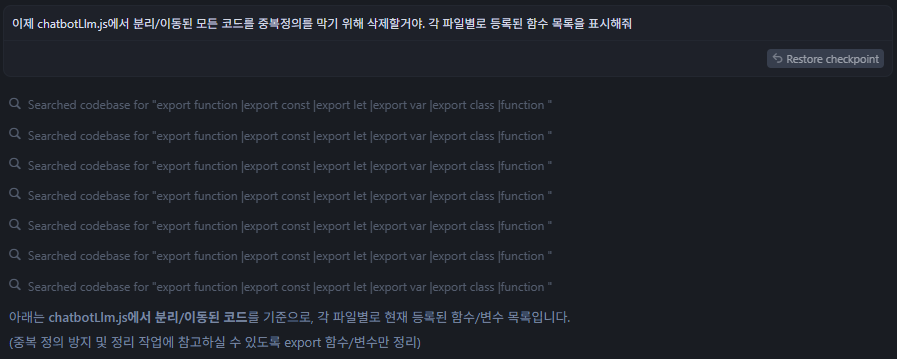 이제 chatbotLlm.js에서 분리/이동된 모든 코드를 중복정의를 막기 위해 삭제할거야. 각 파일별로 등록된 함수 목록을 표시해줘
Restore checkpoint
Searched codebase for "export function |export const |export let |export var |export class |function "
Searched codebase for "export function |export const |export let |export var |export class |function "
Searched codebase for "export function |export const |export let |export var |export class |function "
Searched codebase for "export function |export const |export let |export var |export class |function "
Searched codebase for "export function |export const |export let |export var |export class |function "
Searched codebase for "export function |export const |export let |export var |export class |function "
Searched codebase for "export function |export const |export let |export var |export class |function "
아래는 chatbotLlm.js에서 분리/이동된 코드를 기준으로, 각 파일별로 현재 등록된 함수/변수 목록입니다.
(중복 정의 방지 및 정리 작업에 참고하실 수 있도록 export 함수/변수만 정리)